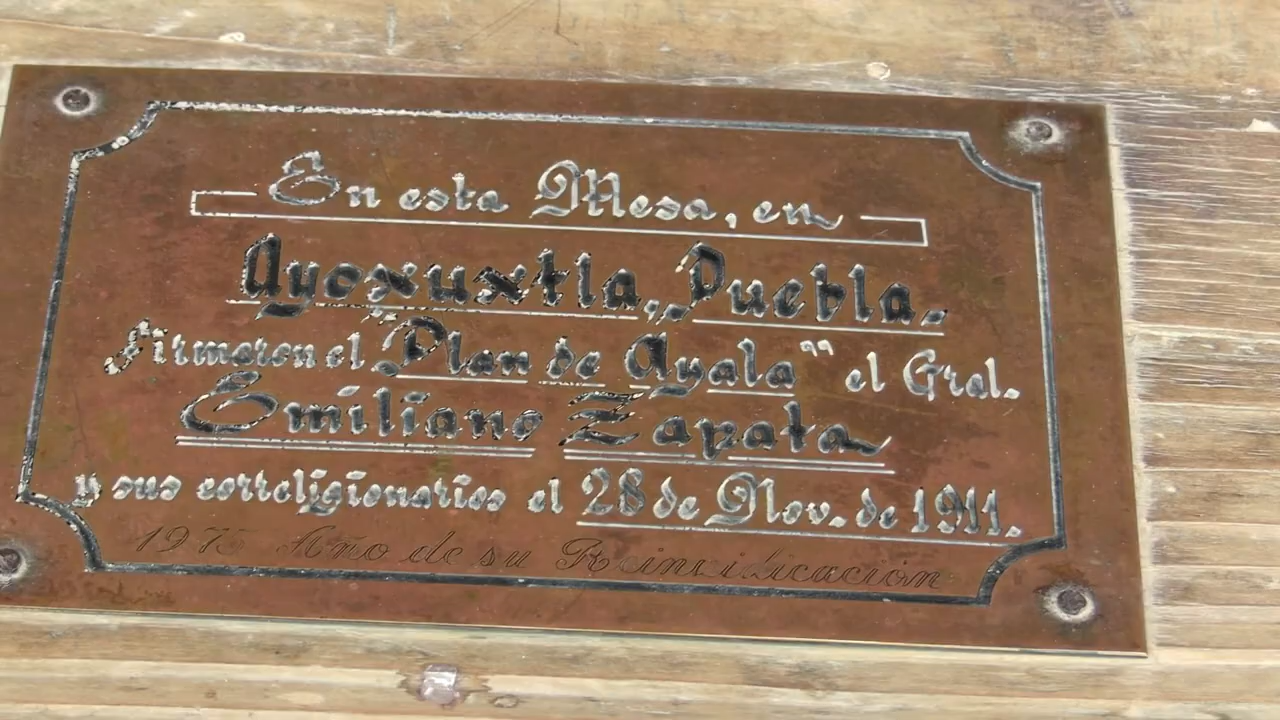 En esta Mesa, en
Ayoxuxtla, Puebla.
Firmaron el "Plan de Ayala" el Gral.
Emiliano Zapata
y sus correligionarios el 28 de Nov. de 1911.
Año de su